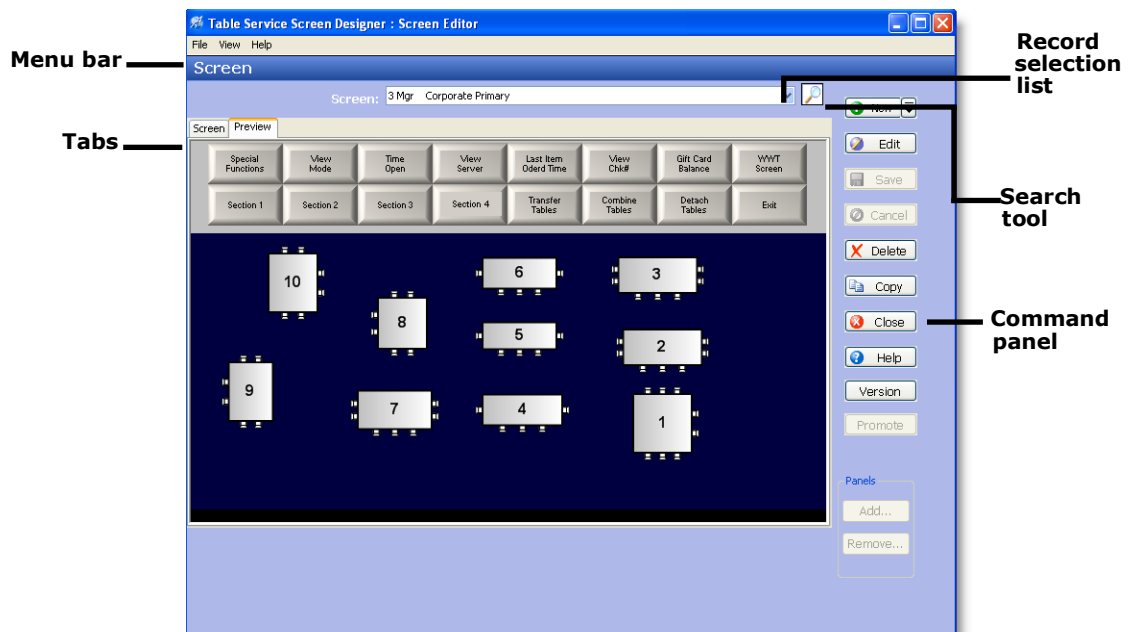 Table Service Screen Designer : Screen Editor
File View Help
Screen
Menu bar
Record
selection
list
Screen: 3 Mgr Corporate Primary
New
Tabs
Screen Preview
Edit
Special
Functions
View
Mode
Time
Open
View
Server
Last Item
Oderd Time
View
Chk#
Gift Card
Balance
WWT
Screen
Save
Section 1
Section 2
Section 3
Section 4
Transfer
Tables
Combine
Tables
Detach
Tables
Exit
Search
tool
Cancel
Delete
10
6
3
Copy
8
5
2
Close
Command
panel
Help
9
7
4
1
Version
Promote
Panels
Add...
Remove...